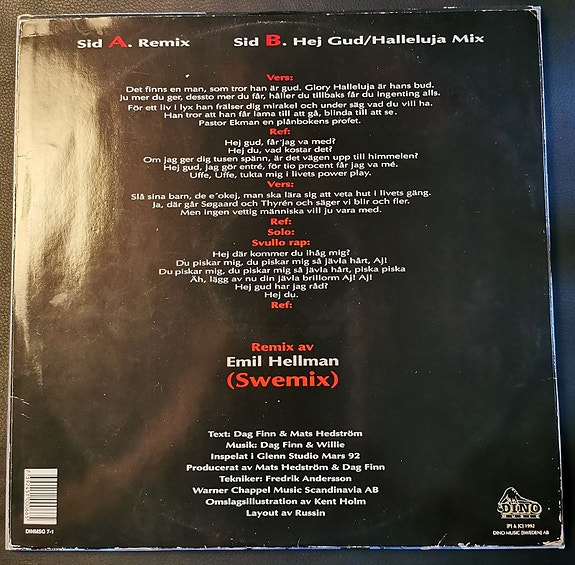 Sid A. Remix Sid B. Hej Gud/Halleluja Mix
Vers:
Det finns en man, som tror han är gud. Glory Halleluja är hans bud.
Ju mer du ger, dessto mer du får, håller du tillbaks får du ingenting alls.
För ett liv i lyx han frälser dig mirakel och under säg vad du vill ha.
Han tror att han får lama till att gå, blinda till att se.
Pastor Ekman en plånbokens profet.
Ref:
Hej gud, får jag va med?
Hej du, vad kostar det?
Om jag ger dig tusen spänn, är det vägen upp till himmelen?
Hej gud, jag gör entré, för tio procent får jag va mé.
Uffe, Uffe, tukta mig i livets power play.
Vers:
Slå sina barn, de e´okej, man ska lära sig att veta hut i livets gäng.
Ja, där går Søgaard och Thyrén och säger vi blir och fler.
Men ingen vettig människa vill ju vara med.
Ref:
Solo:
Svullo rap:
Hej där kommer du ihåg mig?
Du piskar mig, du piskar mig så jävla hårt, Aj!
Du piskar mig, du piskar mig så jävla hårt, piska piska
Äh, lägg av nu din jävla brillorm Aj! Aj!
Hej gud har jag råd?
Hej du.
Ref:
Remix av
Emil Hellman
(Swemix)
Text: Dag Finn & Mats Hedström
Musik: Dag Finn & Willie
Inspelat i Glenn Studio Mars 92
Producerat av Mats Hedström & Dag Finn
Tekniker: Fredrik Andersson
Warner Chappel Music Scandinavia AB
Omslagsillustration av Kent Holm
Layout av Russin
DINMSG 7-1
DINO
MUSIC
(P) & (C) 1992
DINO MUSIC (SWEDEN) AB